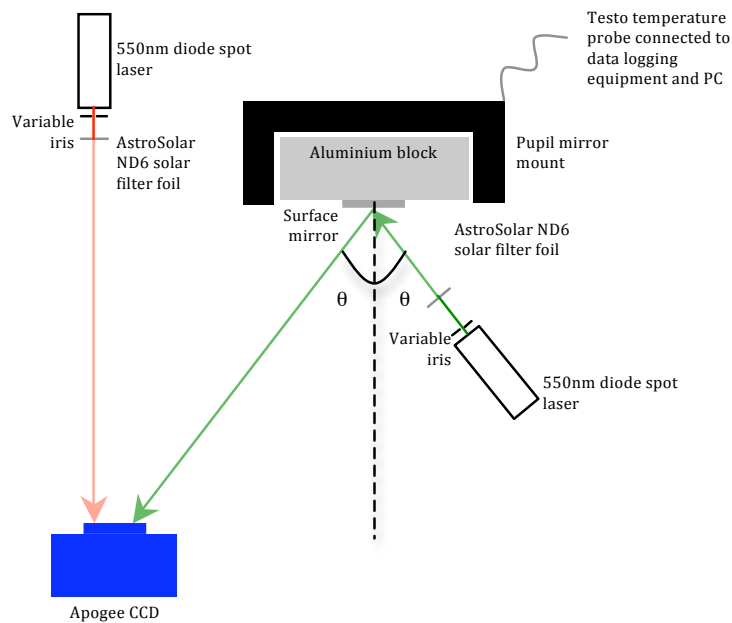 550nm diode spot
laser
Variable
iris
AstroSolar
ND6 solar
filter foil
Testo temperature
probe connected to
data logging
equipment and PC
Aluminium block
Pupil mirror
mount
Surface
mirror
AstroSolar ND6
solar filter foil
θ
θ
Variable
iris
550nm diode spot
laser
Apogee CCD